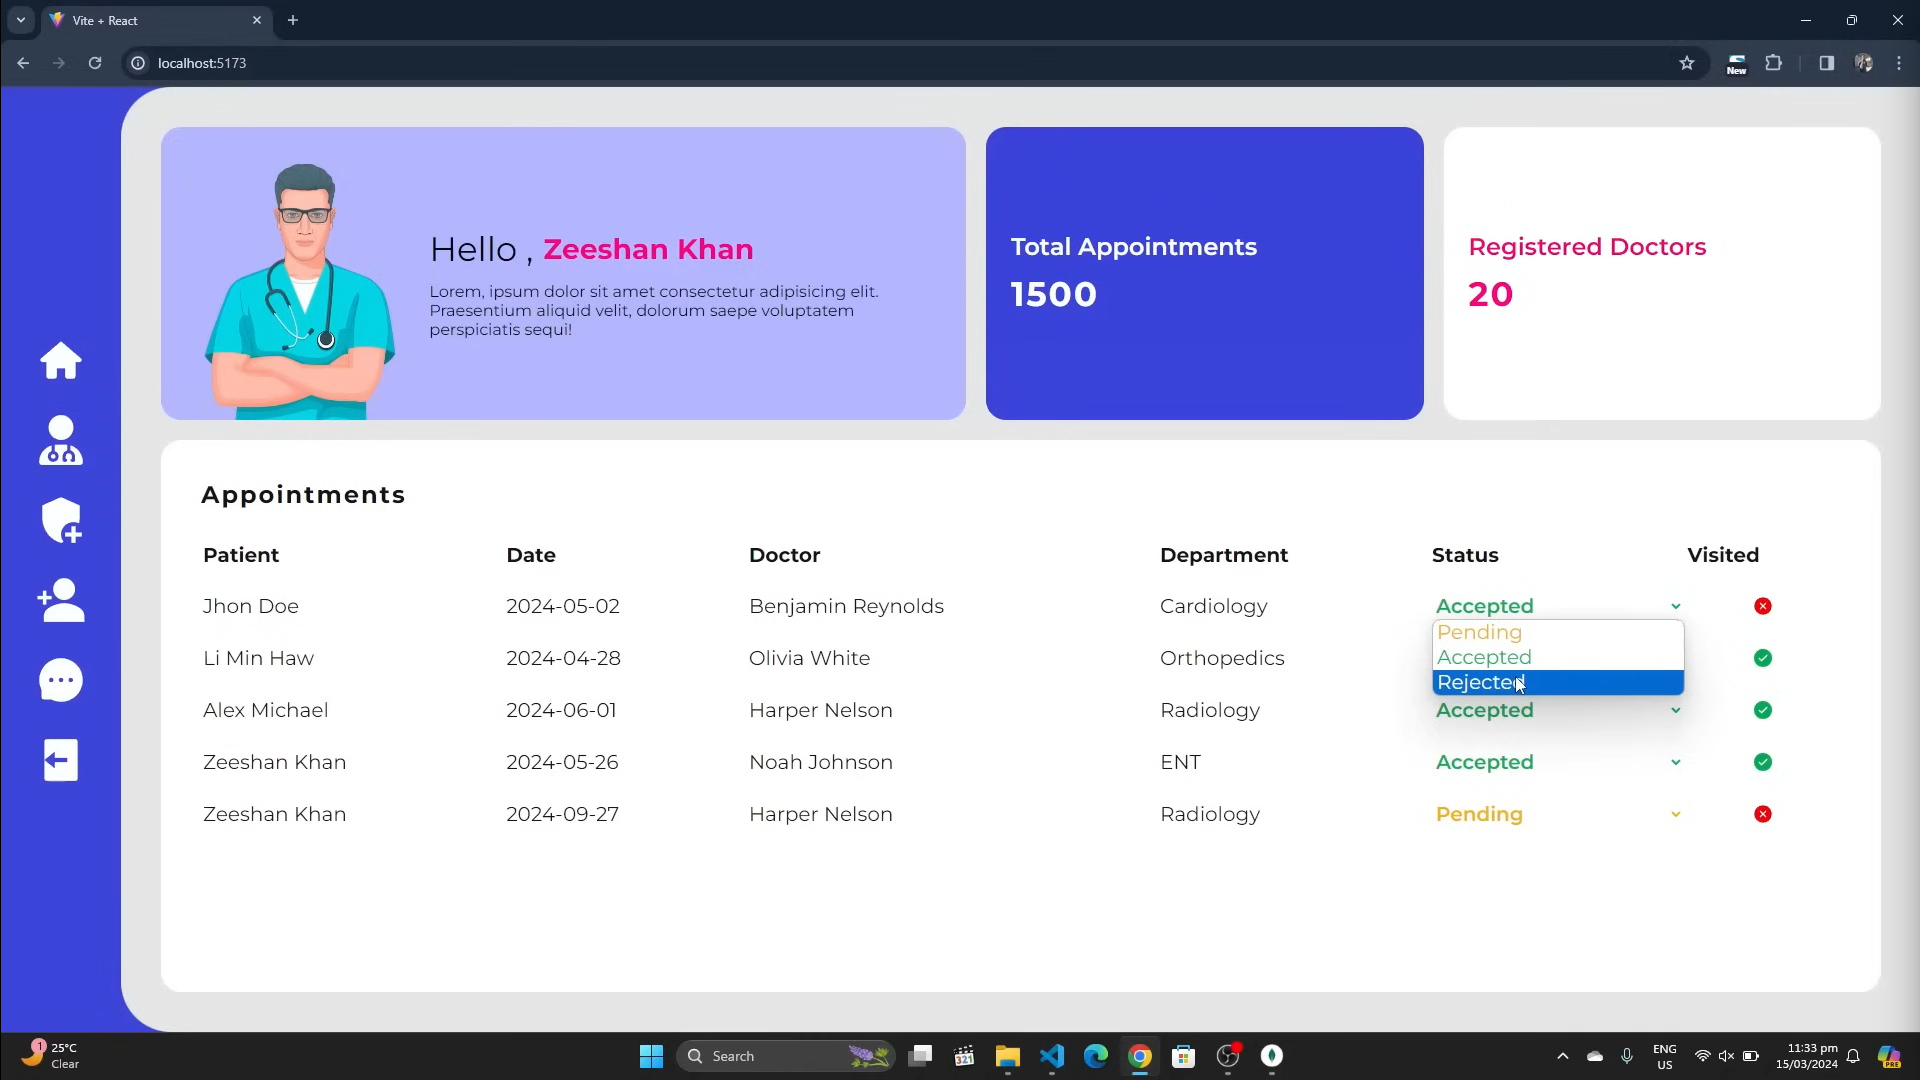 Vite + React
localhost:5173
New
Hello , Zeeshan Khan
Lorem, ipsum dolor sit amet consectetur adipisicing elit.
Praesentium aliquid velit, dolorum saepe voluptatem
perspiciatis sequi!
Total Appointments
1500
Registered Doctors
20
Appointments
Patient Date Doctor Department Status Visited
Jhon Doe 2024-05-02 Benjamin Reynolds Cardiology Accepted
Pending
Accepted
Rejected
Li Min Haw 2024-04-28 Olivia White Orthopedics
Alex Michael 2024-06-01 Harper Nelson Radiology Accepted
Zeeshan Khan 2024-05-26 Noah Johnson ENT Accepted
Zeeshan Khan 2024-09-27 Harper Nelson Radiology Pending
1
25°C
Clear
Search
321
ENG
US
11:33 pm
15/03/2024
PRE